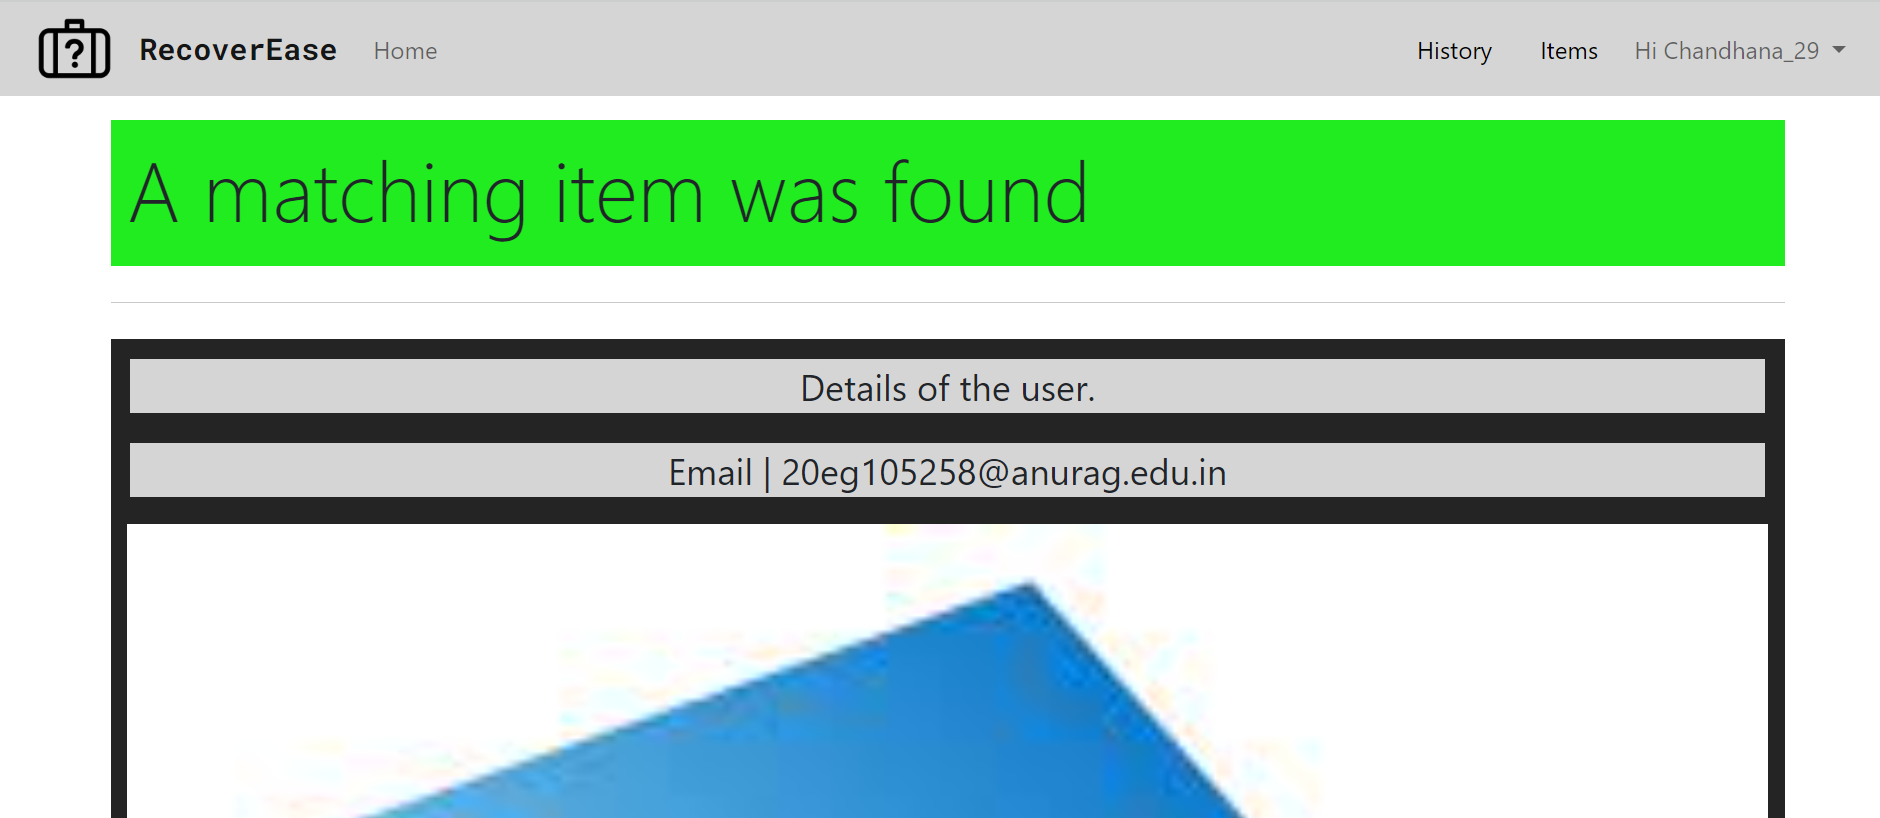 RecoverEase Home History Items Hi Chandhana_29
A matching item was found
Details of the user.
Email | 20eg105258@anurag.edu.in